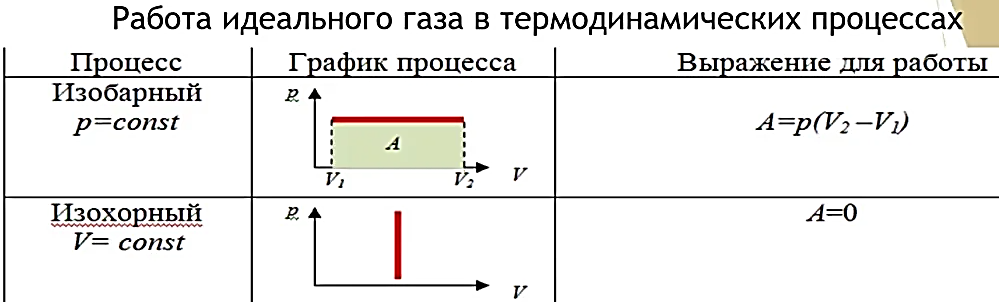 Работа идеального газа в термодинамических процессах
Процесс График процесса Выражение для работы
Изобарный
p=const
p
A
V₁ V₂ V
A=p(V₂ –V₁)
Изохорный
V= const
p
V
A=0